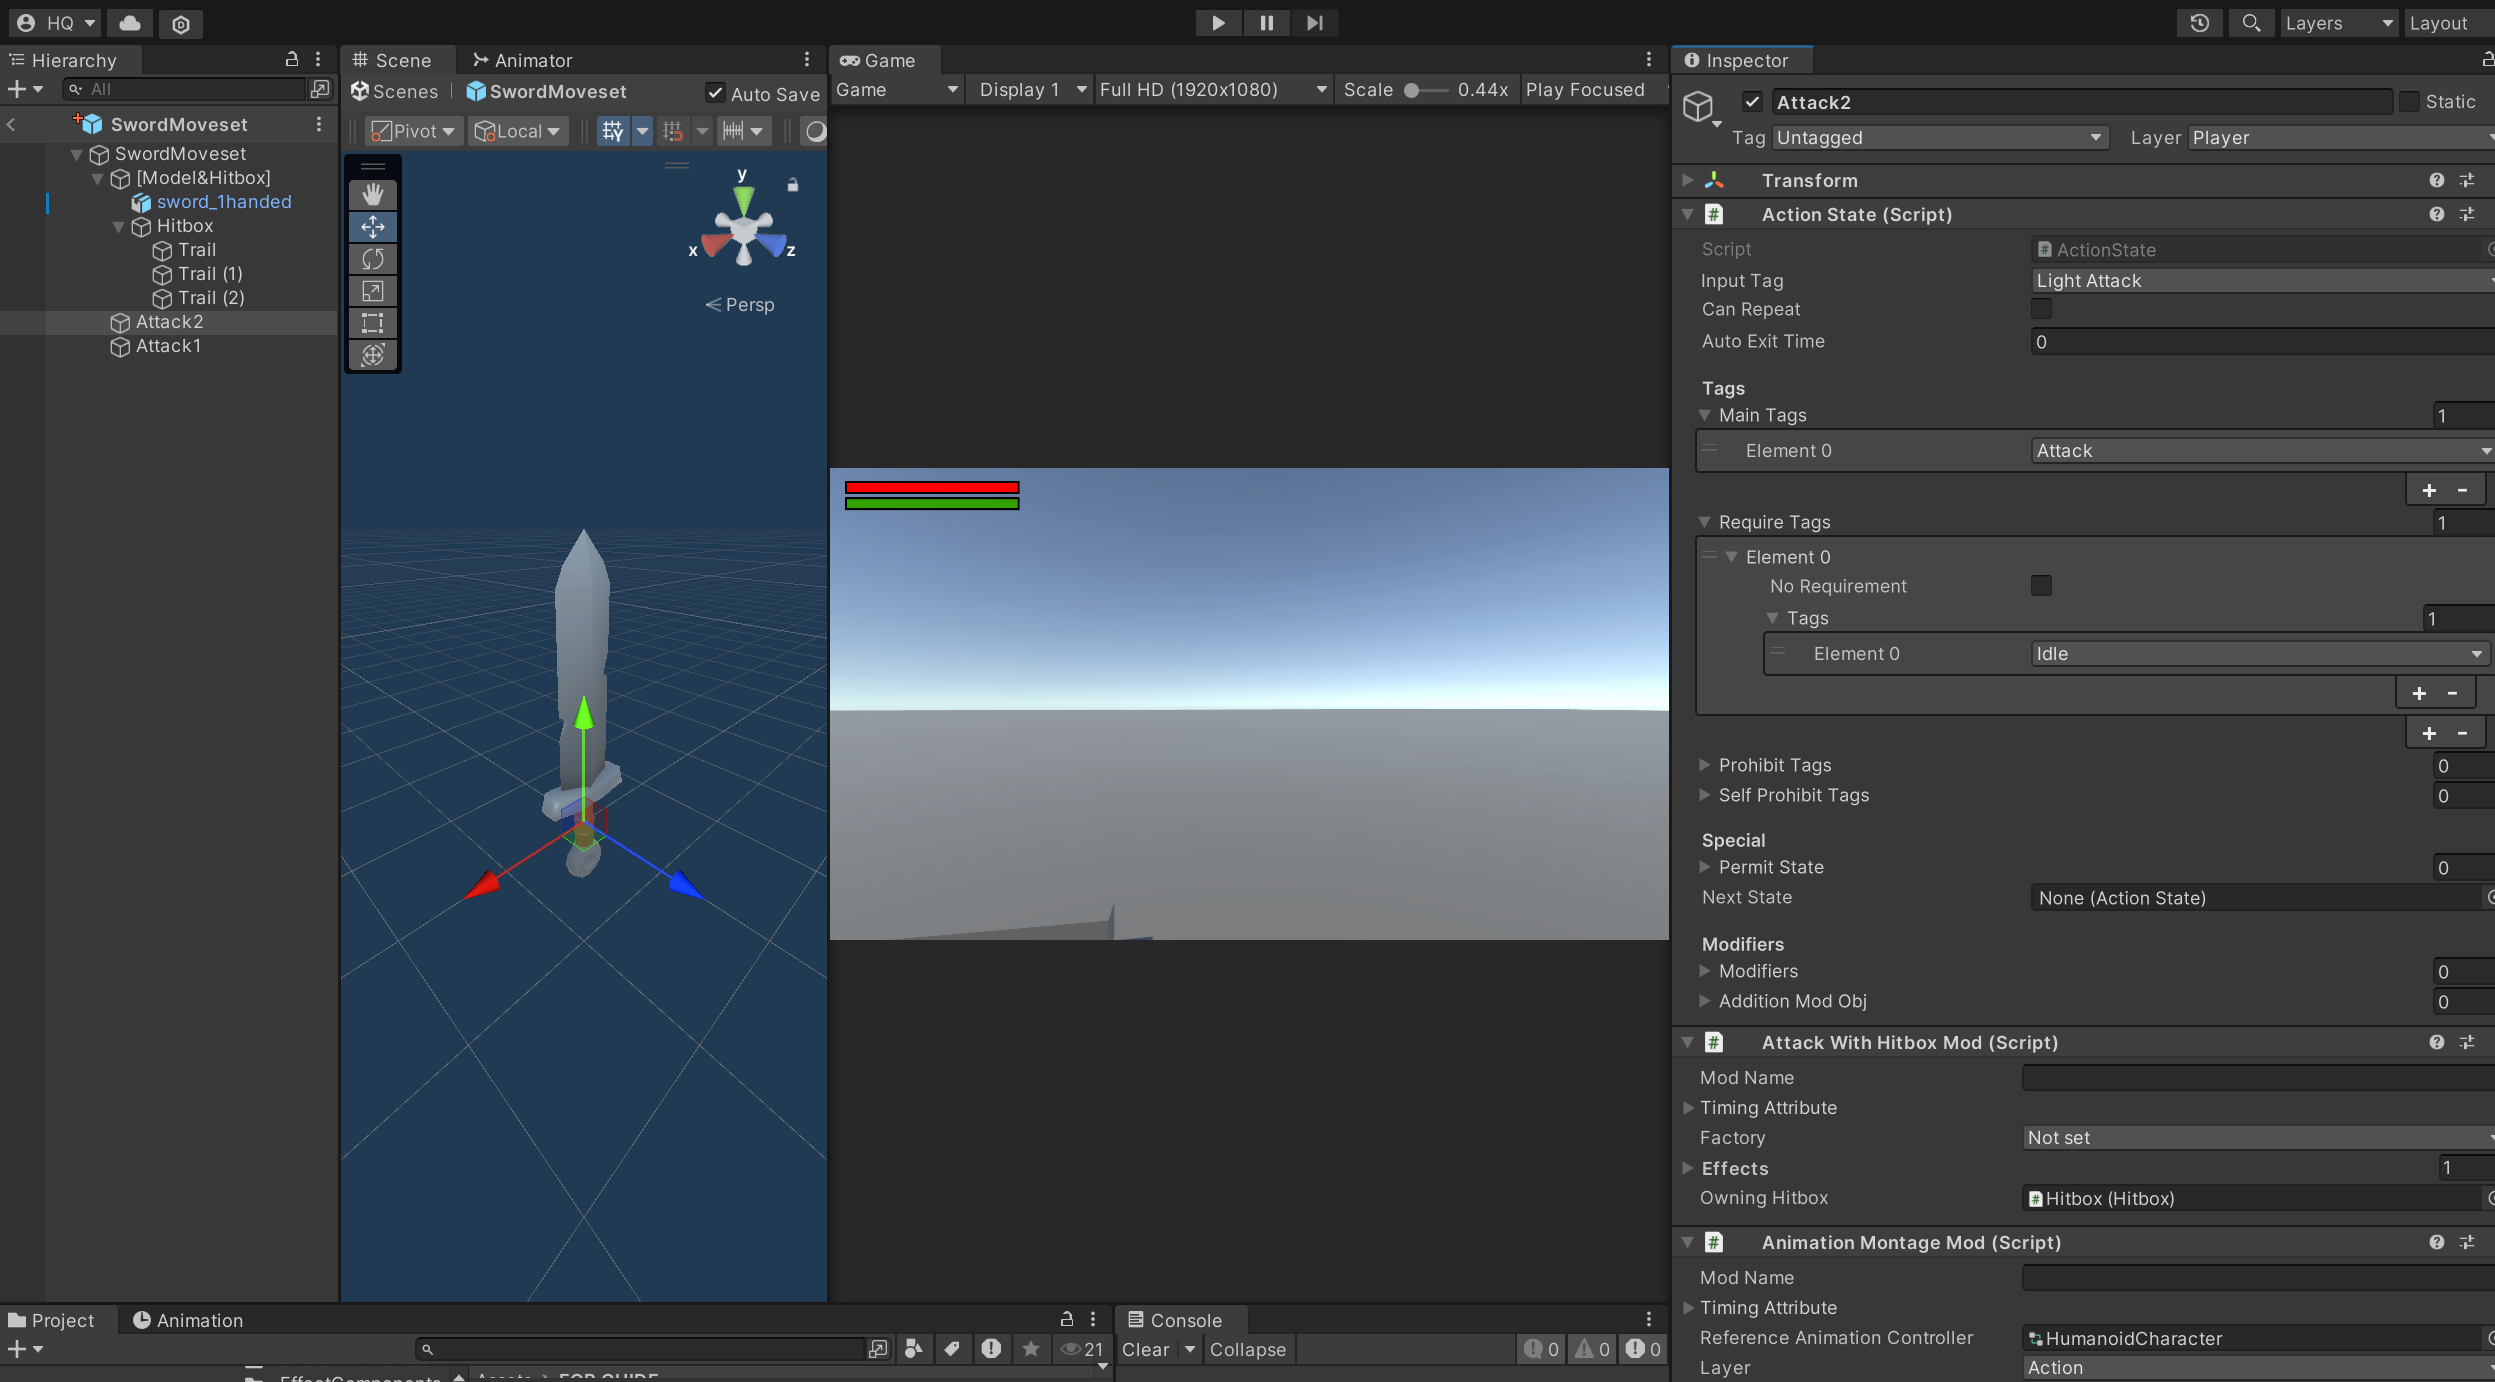 HQ
Layers
Layout
Hierarchy
All
SwordMoveset
SwordMoveset
[Model&Hitbox]
sword_1handed
Hitbox
Trail
Trail (1)
Trail (2)
Attack2
Attack1
Scene
Animator
Scenes
SwordMoveset
Auto Save
Pivot
Local
y
x
z
Persp
Game
Game
Display 1
Full HD (1920x1080)
Scale
0.44x
Play Focused
Inspector
Attack2
Static
Tag
Untagged
Layer
Player
Transform
Action State (Script)
Script
ActionState
Input Tag
Light Attack
Can Repeat
Auto Exit Time
0
Tags
Main Tags
1
Element 0
Attack
+ -
Require Tags
1
Element 0
No Requirement
Tags
1
Element 0
Idle
+ -
+ -
Prohibit Tags
0
Self Prohibit Tags
0
Special
Permit State
0
Next State
None (Action State)
Modifiers
Modifiers
0
Addition Mod Obj
0
Attack With Hitbox Mod (Script)
Mod Name
Timing Attribute
Factory
Not set
Effects
1
Owning Hitbox
Hitbox (Hitbox)
Animation Montage Mod (Script)
Mod Name
Timing Attribute
Reference Animation Controller
HumanoidCharacter
Layer
Action
Project
Animation
21
Console
Clear
Collapse
0
0
0